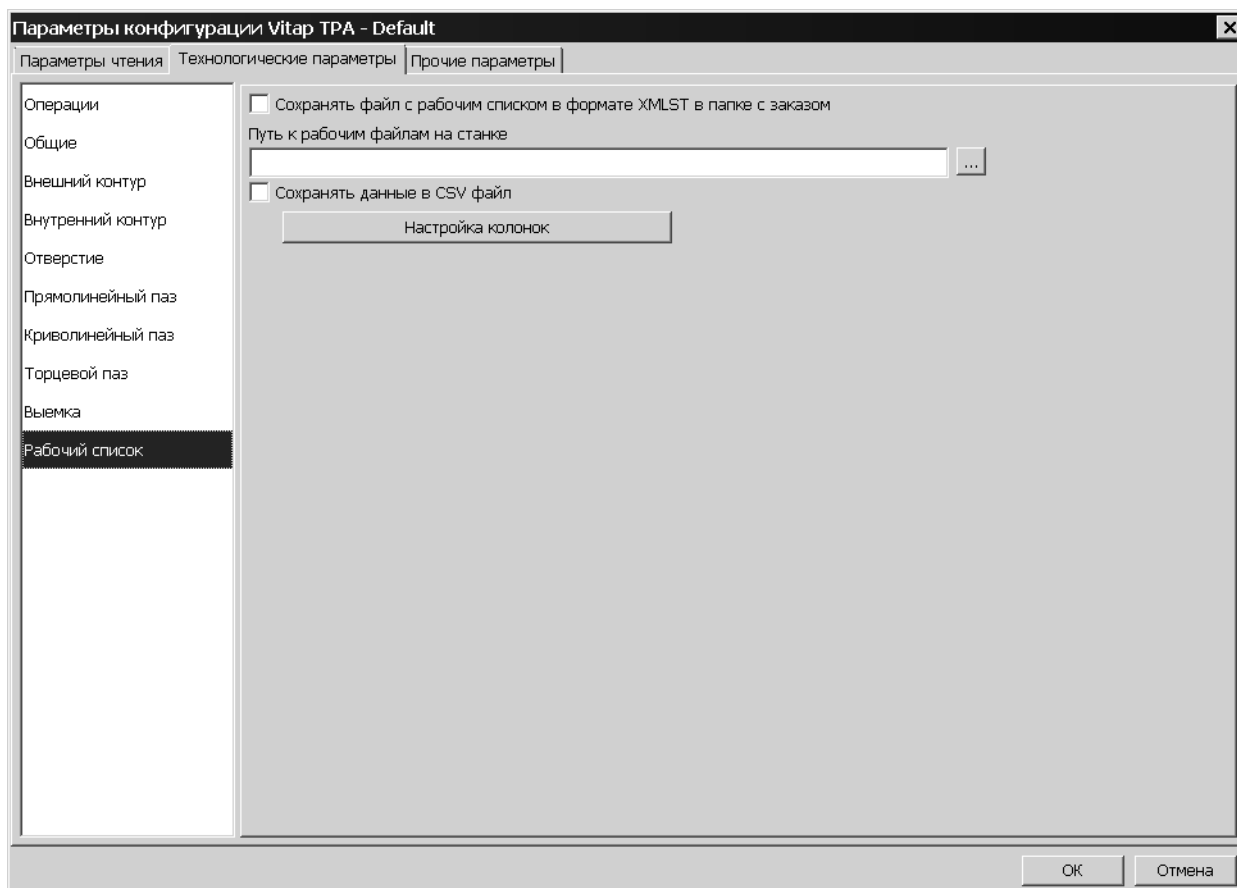 Параметры конфигурации Vitap TPA - Default
Параметры чтения Технологические параметры Прочие параметры
Операции
Общие
Внешний контур
Внутренний контур
Отверстие
Прямолинейный паз
Криволинейный паз
Торцевой паз
Выемка
Рабочий список
Сохранять файл с рабочим списком в формате XMLST в папке с заказом
Путь к рабочим файлам на станке
...
Сохранять данные в CSV файл
Настройка колонок
ОК Отмена